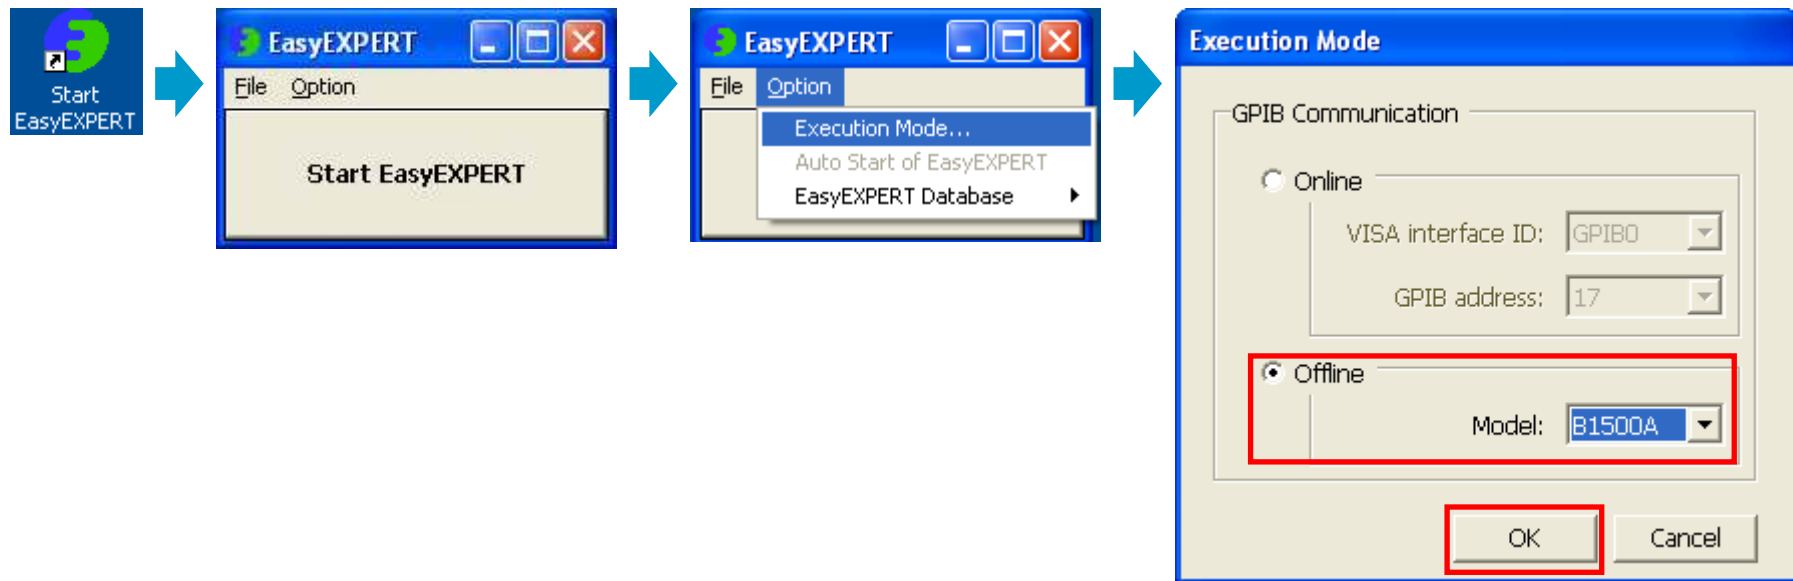 Start
EasyEXPERT
EasyEXPERT
File Option
Start EasyEXPERT
EasyEXPERT
File Option
Execution Mode...
Auto Start of EasyEXPERT
EasyEXPERT Database
Execution Mode
GPIB Communication
Online
VISA interface ID: GPIB0
GPIB address: 17
Offline
Model: B1500A
OK Cancel